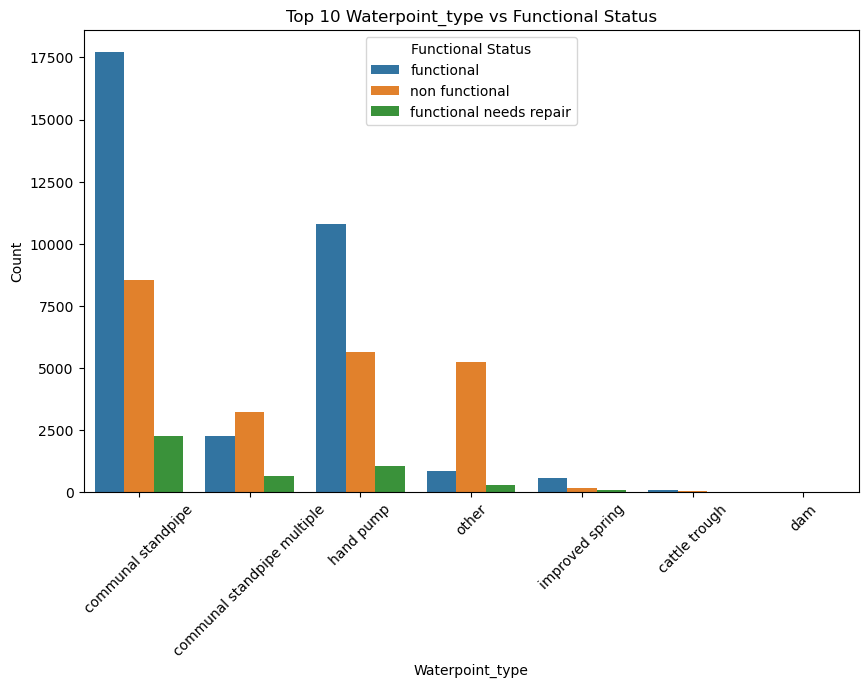 Top 10 Waterpoint_type vs Functional Status
Functional Status
functional
non functional
functional needs repair
Count
17500
15000
12500
10000
7500
5000
2500
0
communal standpipe
communal standpipe multiple
hand pump
other
improved spring
cattle trough
dam
Waterpoint_type